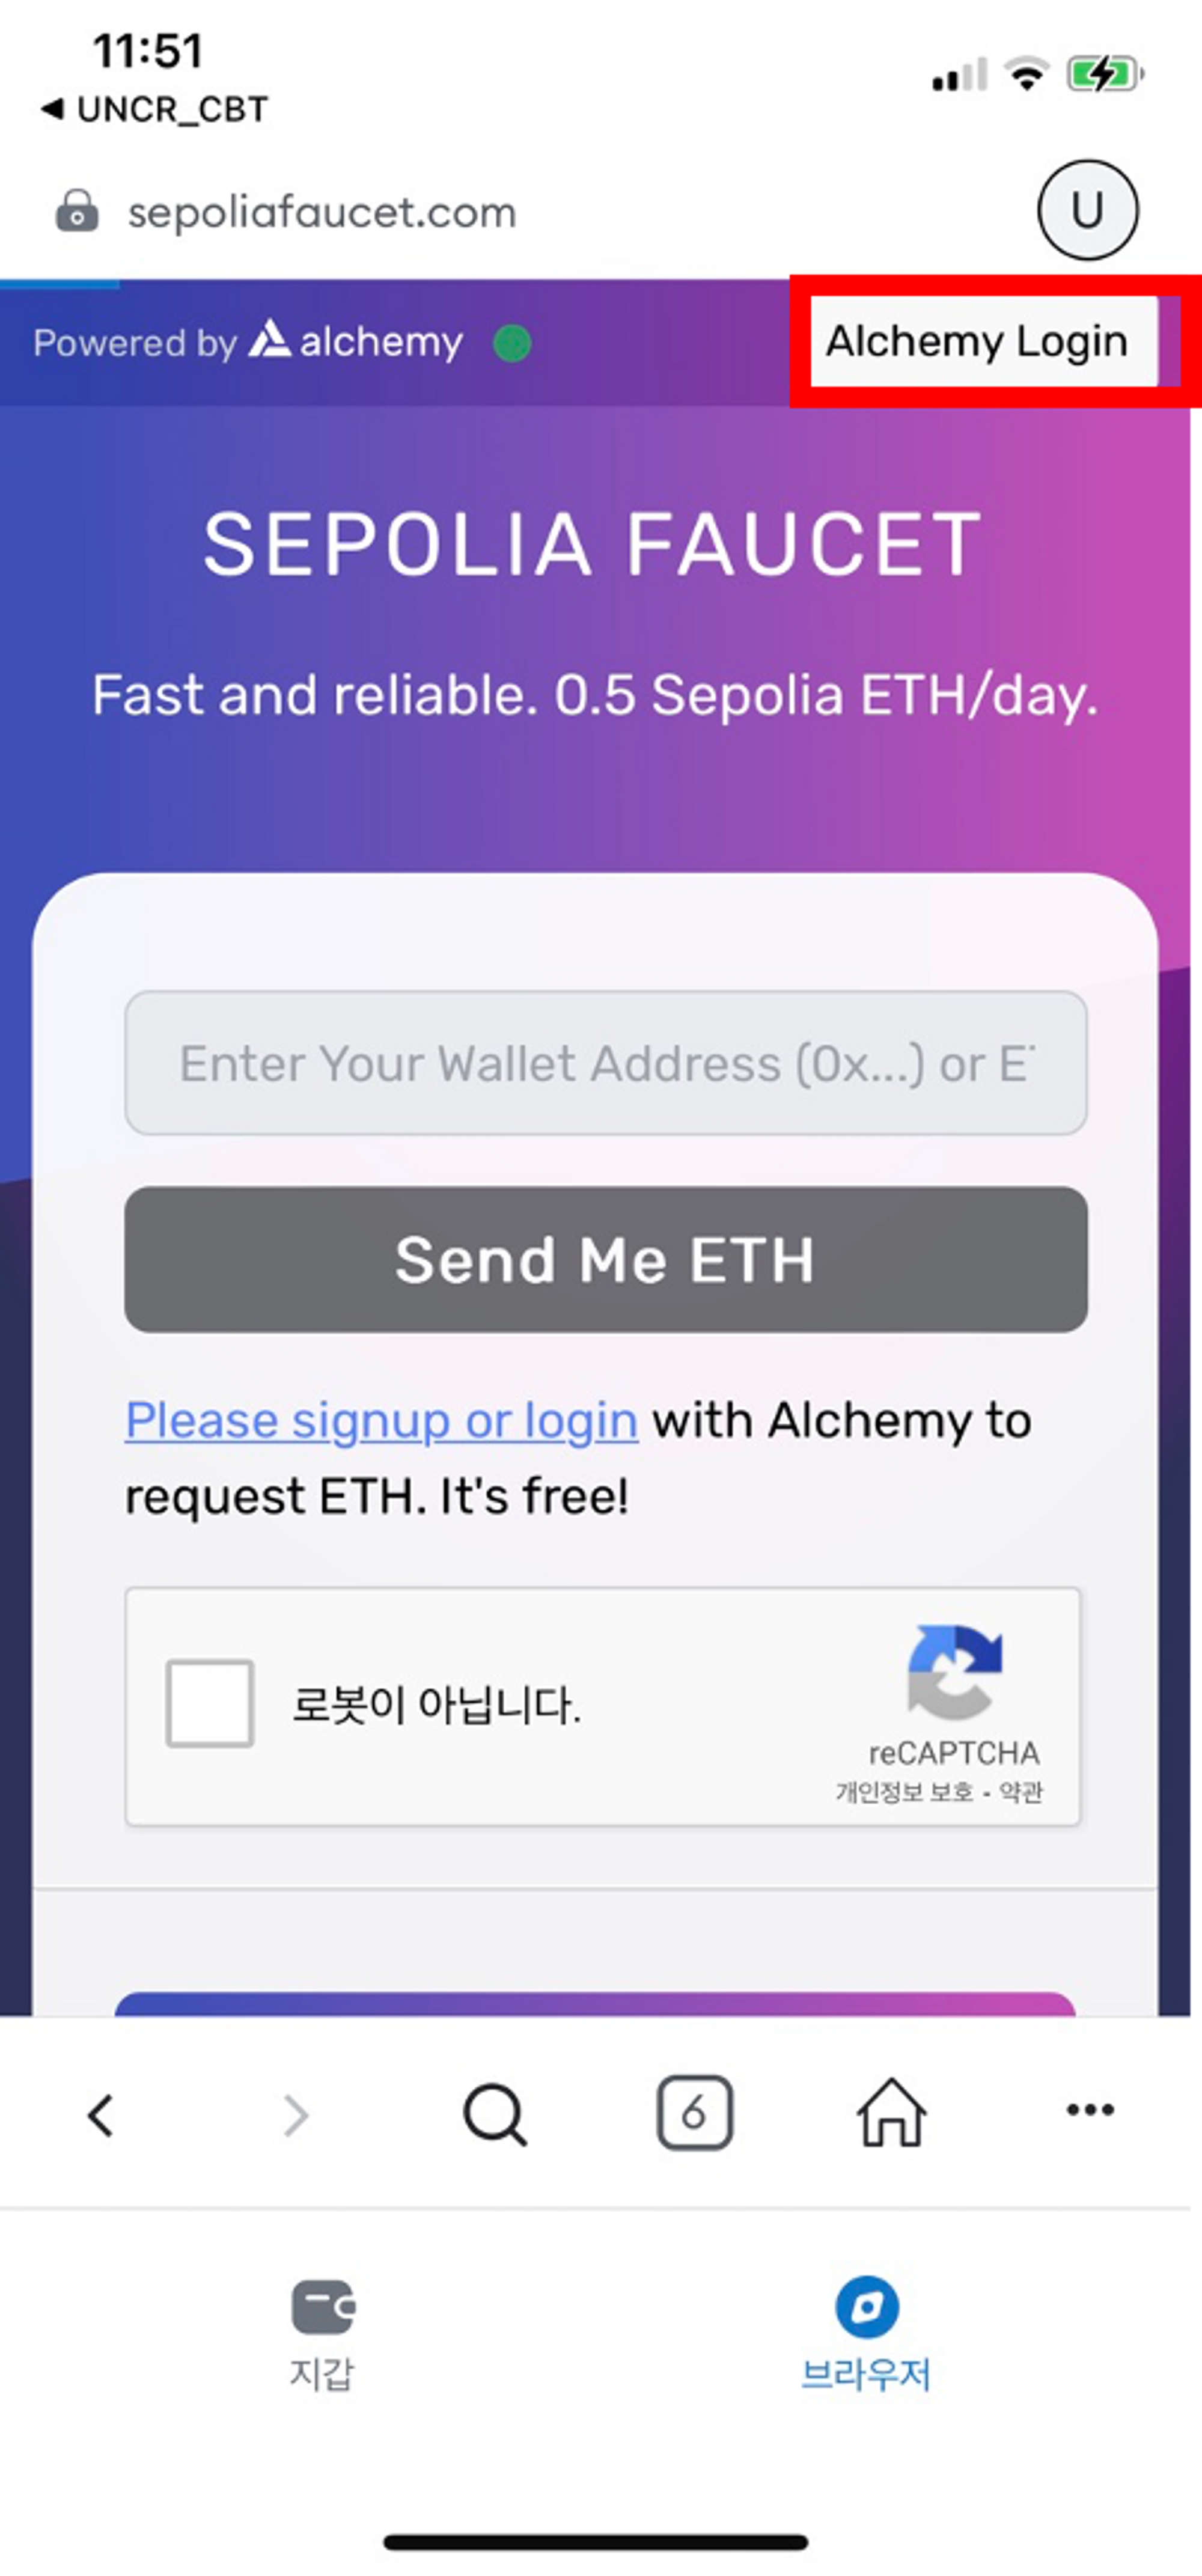 11:51
◀ UNCR_CBT
sepoliafaucet.com
U
Powered by alchemy
Alchemy Login
SEPOLIA FAUCET
Fast and reliable. 0.5 Sepolia ETH/day.
Enter Your Wallet Address (0x...) or E
Send Me ETH
Please signup or login with Alchemy to
request ETH. It's free!
로봇이 아닙니다.
reCAPTCHA
개인정보 보호 - 약관
6
지갑
브라우저